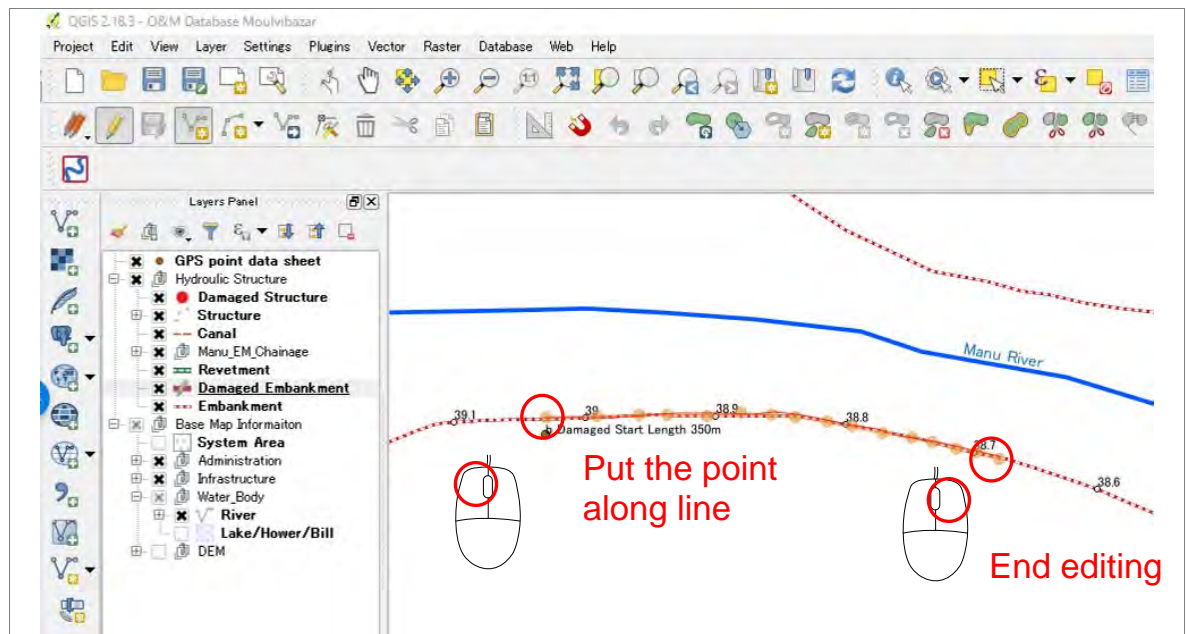 QGIS 2.18.3 - O&M Database Moulvibazar
Project Edit View Layer Settings Plugins Vector Raster Database Web Help
Layers Panel
GPS point data sheet
Hydroulic Structure
Damaged Structure
Structure
Canal
Manu_EM_Chainage
Revetment
Damaged Embankment
Embankment
Base Map Informaiton
System Area
Administration
Infrastructure
Water_Body
River
Lake/Hower/Bill
DEM
Manu River
39.1
39
38.9
38.8
38.7
38.6
Damaged Start Length 350m
Put the point
along line
End editing